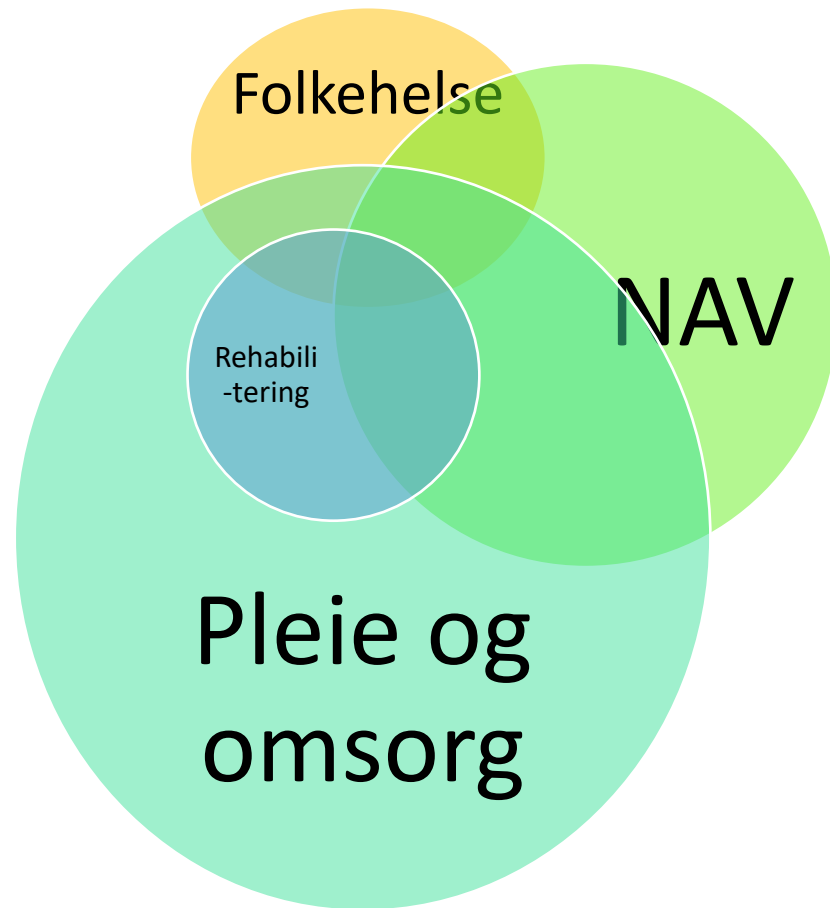 Folkehelse
NAV
Rehabili
-tering
Pleie og
omsorg